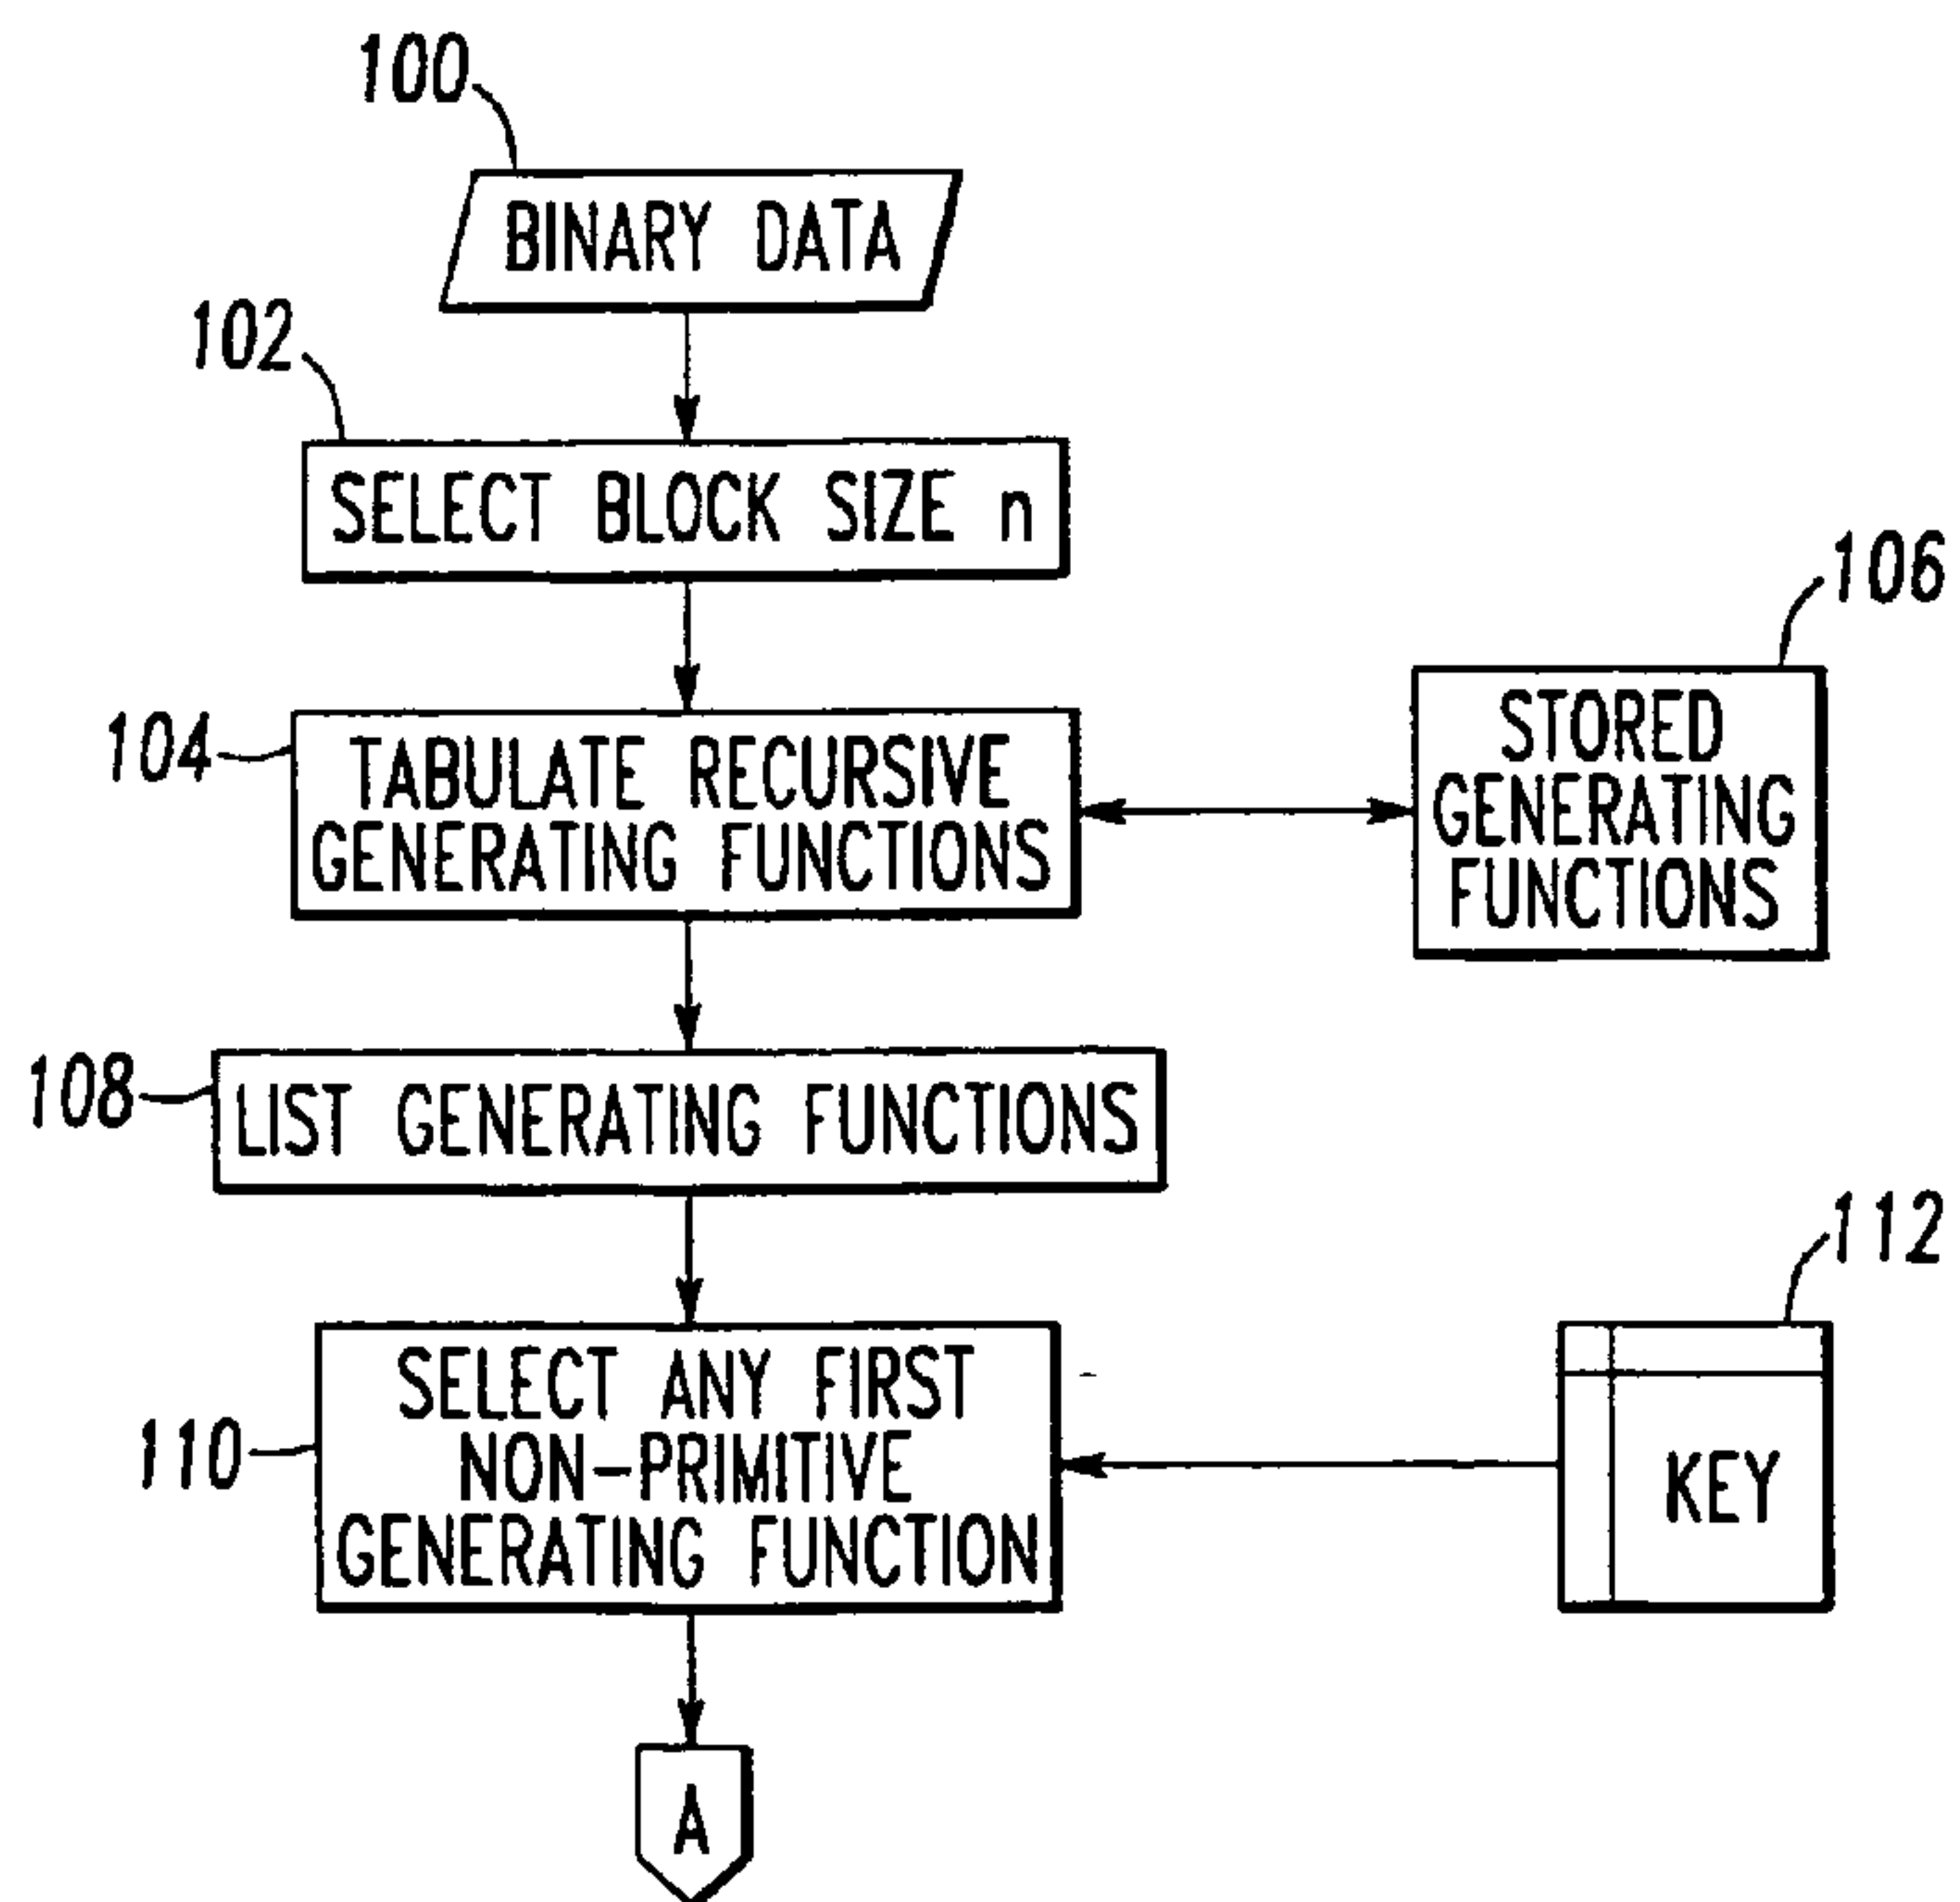 100
BINARY DATA
102
SELECT BLOCK SIZE n
106
104
TABULATE RECURSIVE
GENERATING FUNCTIONS
STORED
GENERATING
FUNCTIONS
108
LIST GENERATING FUNCTIONS
112
110
SELECT ANY FIRST
NON-PRIMITIVE
GENERATING FUNCTION
KEY
A